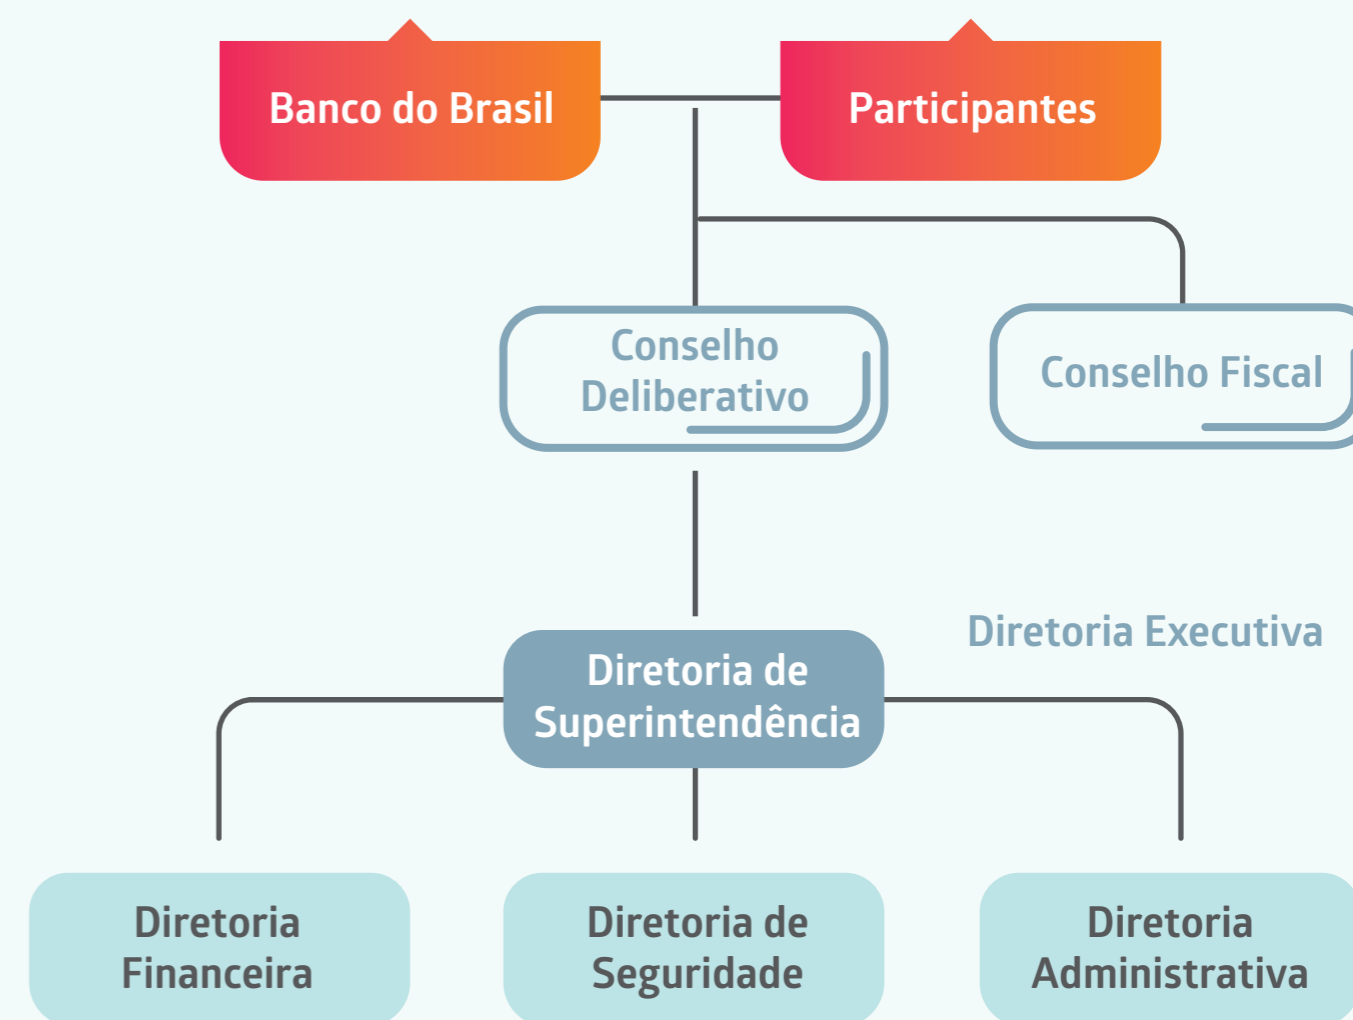 Banco do Brasil
Participantes
Conselho
Deliberativo
Conselho Fiscal
Diretoria Executiva
Diretoria de
Superintendência
Diretoria
Financeira
Diretoria de
Seguridade
Diretoria
Administrativa